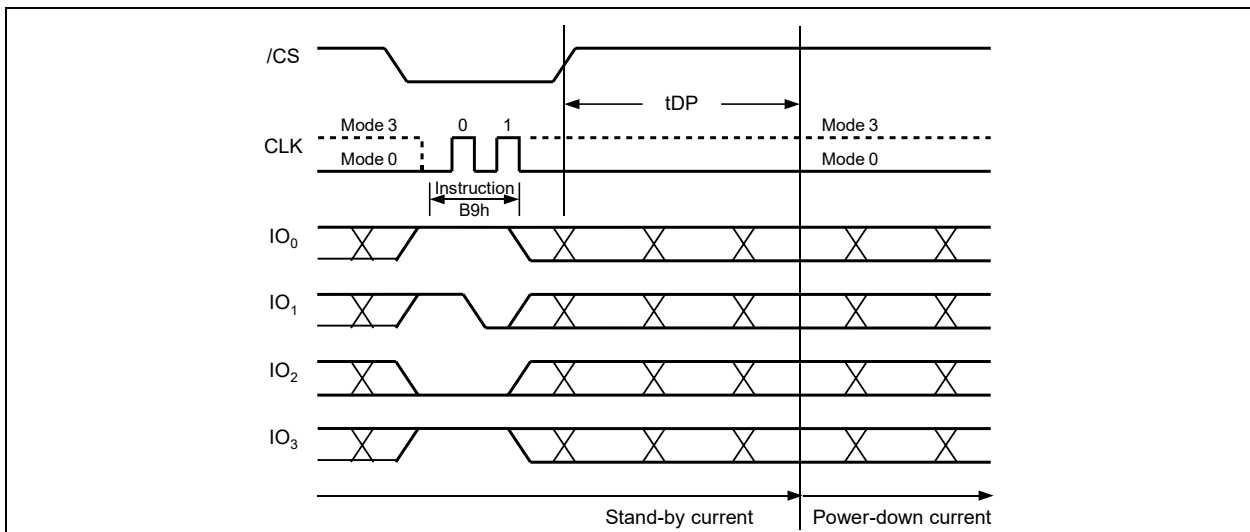 /CS
tDP
Mode 3 0 1 Mode 3
CLK
Mode 0 Mode 0
Instruction
B9h
IO0
IO1
IO2
IO3
Stand-by current Power-down current